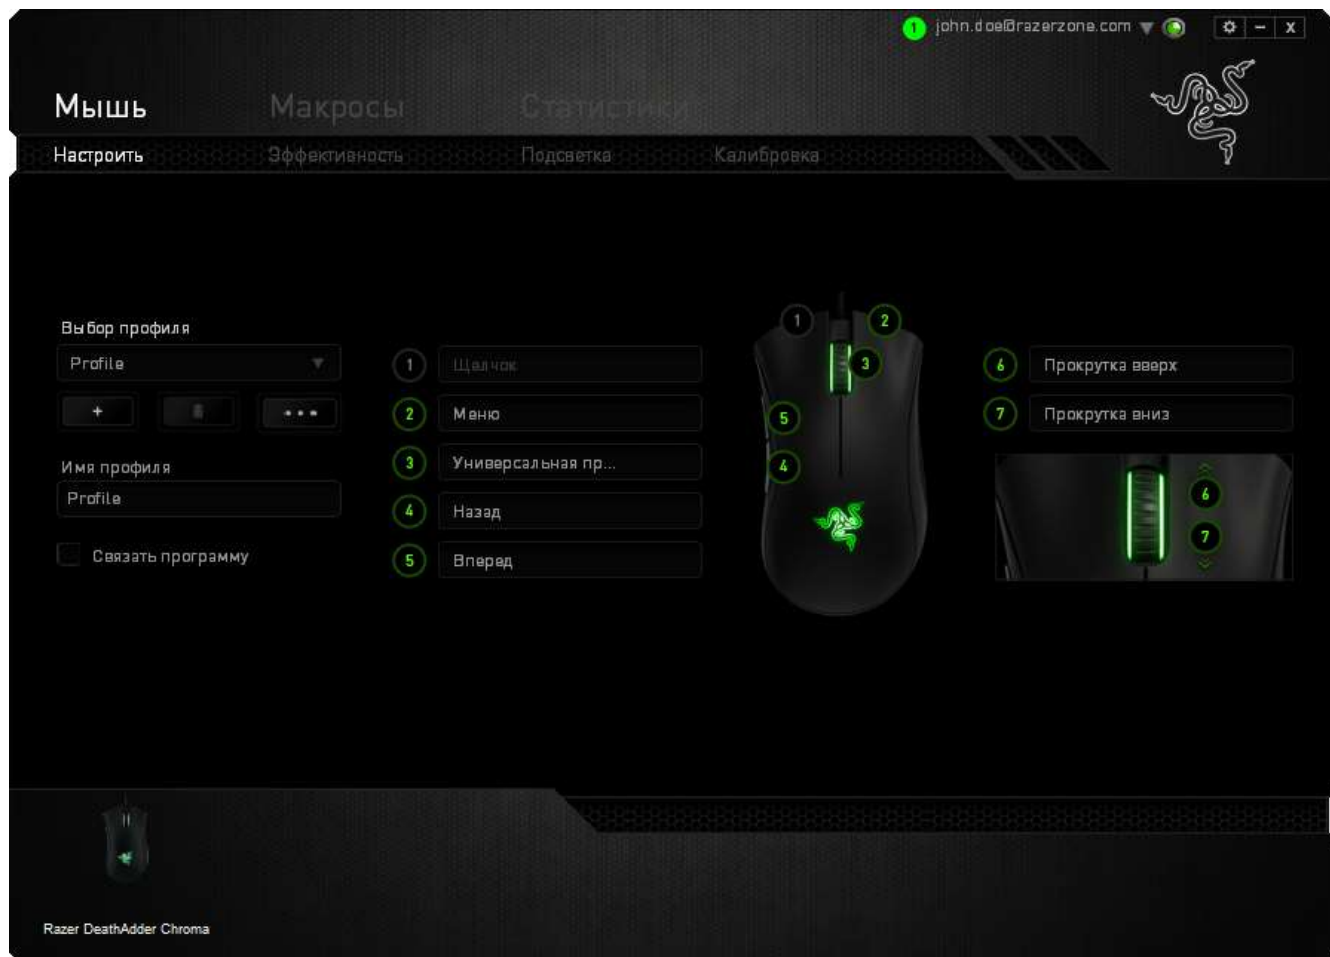 1 john.doe@razerzone.com
Мышь Макросы Статистики
Настроить Эффективность Подсветка Калибровка
Выбор профиля
Profile
+ •••
Имя профиля
Profile
Связать программу
1 Щелчок
2 Меню
3 Универсальная пр...
4 Назад
5 Вперед
1 2
3
5
4
6 Прокрутка вверх
7 Прокрутка вниз
6
7
Razer DeathAdder Chroma